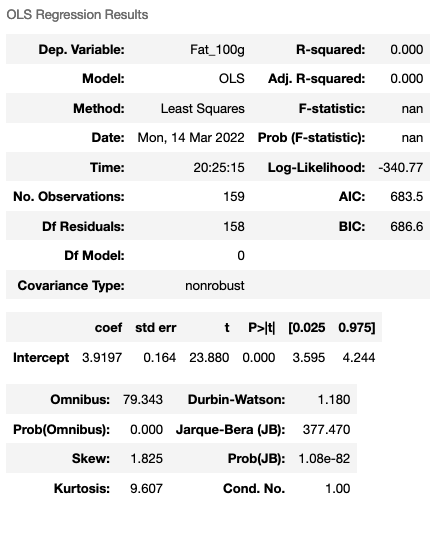 OLS Regression Results
Dep. Variable: Fat_100g R-squared: 0.000
Model: OLS Adj. R-squared: 0.000
Method: Least Squares F-statistic: nan
Date: Mon, 14 Mar 2022 Prob (F-statistic): nan
Time: 20:25:15 Log-Likelihood: -340.77
No. Observations: 159 AIC: 683.5
Df Residuals: 158 BIC: 686.6
Df Model: 0
Covariance Type: nonrobust
coef std err t P>|t| [0.025 0.975]
Intercept 3.9197 0.164 23.880 0.000 3.595 4.244
Omnibus: 79.343 Durbin-Watson: 1.180
Prob(Omnibus): 0.000 Jarque-Bera (JB): 377.470
Skew: 1.825 Prob(JB): 1.08e-82
Kurtosis: 9.607 Cond. No. 1.00